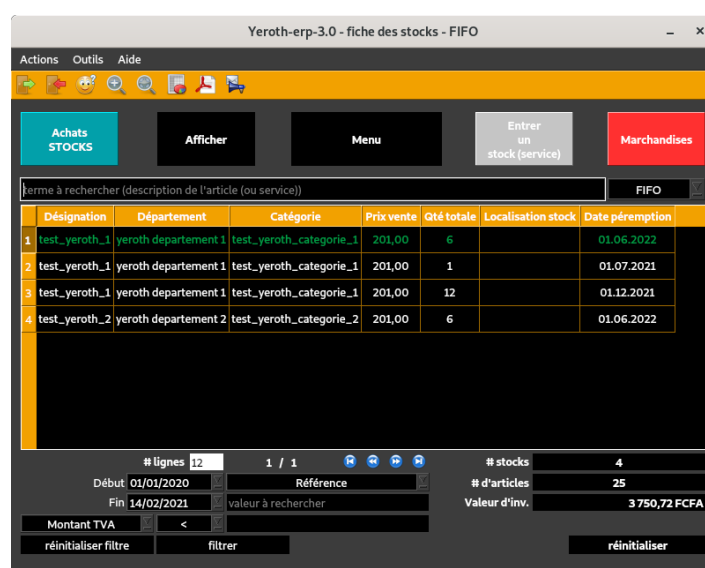 Yeroth-erp-3.0 - fiche des stocks - FIFO
Actions Outils Aide
Achats
STOCKS
Afficher
Menu
Entrer
un
stock (service)
Marchandises
terme à rechercher (description de l'article (ou service))
FIFO
Désignation Département Catégorie Prix vente Qté totale Localisation stock Date péremption
1 test_yeroth_1 yeroth departement 1 test_yeroth_categorie_1 201,00 6 01.06.2022
2 test_yeroth_1 yeroth departement 1 test_yeroth_categorie_1 201,00 1 01.07.2021
3 test_yeroth_1 yeroth departement 1 test_yeroth_categorie_1 201,00 12 01.12.2021
4 test_yeroth_2 yeroth departement 2 test_yeroth_categorie_2 201,00 6 01.06.2022
# lignes 12 1 / 1 # stocks 4
Début 01/01/2020 Référence # d'articles 25
Fin 14/02/2021 valeur à rechercher Valeur d'inv. 3 750,72 FCFA
Montant TVA <
réinitialiser filtre filtrer réinitialiser